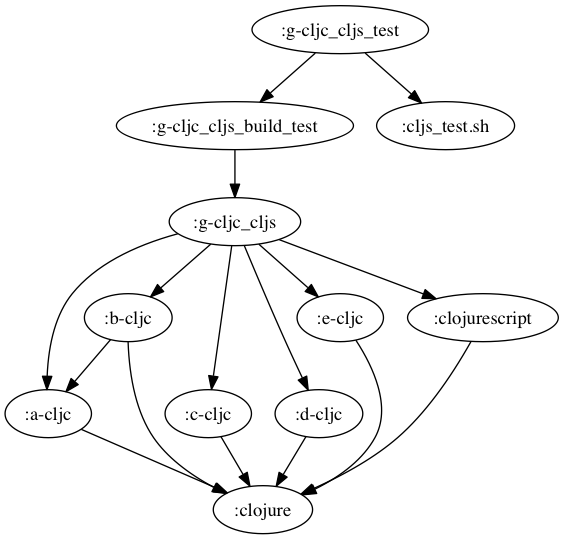 :g-cljc_cljs_test
:g-cljc_cljs_build_test
:cljs_test.sh
:g-cljc_cljs
:b-cljc
:e-cljc
:clojurescript
:a-cljc
:c-cljc
:d-cljc
:clojure